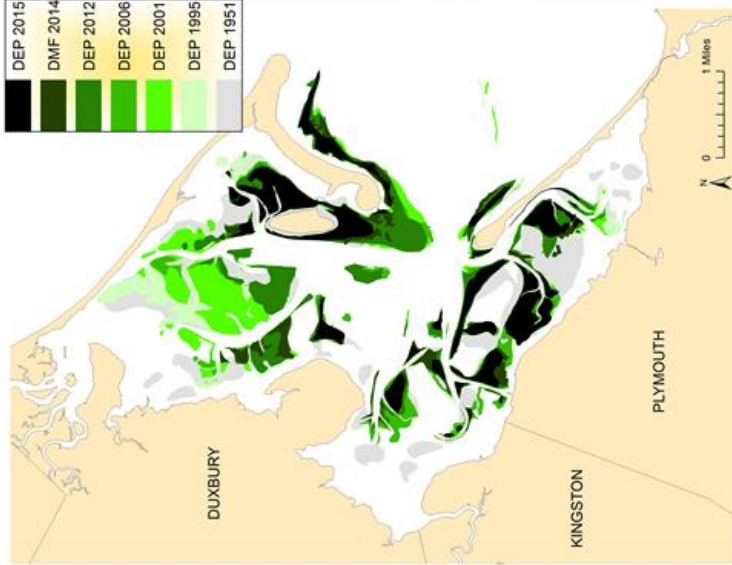 DEP 2015
DMF 2014
DEP 2012
DEP 2006
DEP 2001
DEP 1995
DEP 1951
DUXBURY
KINGSTON
PLYMOUTH
N
0 1 Miles